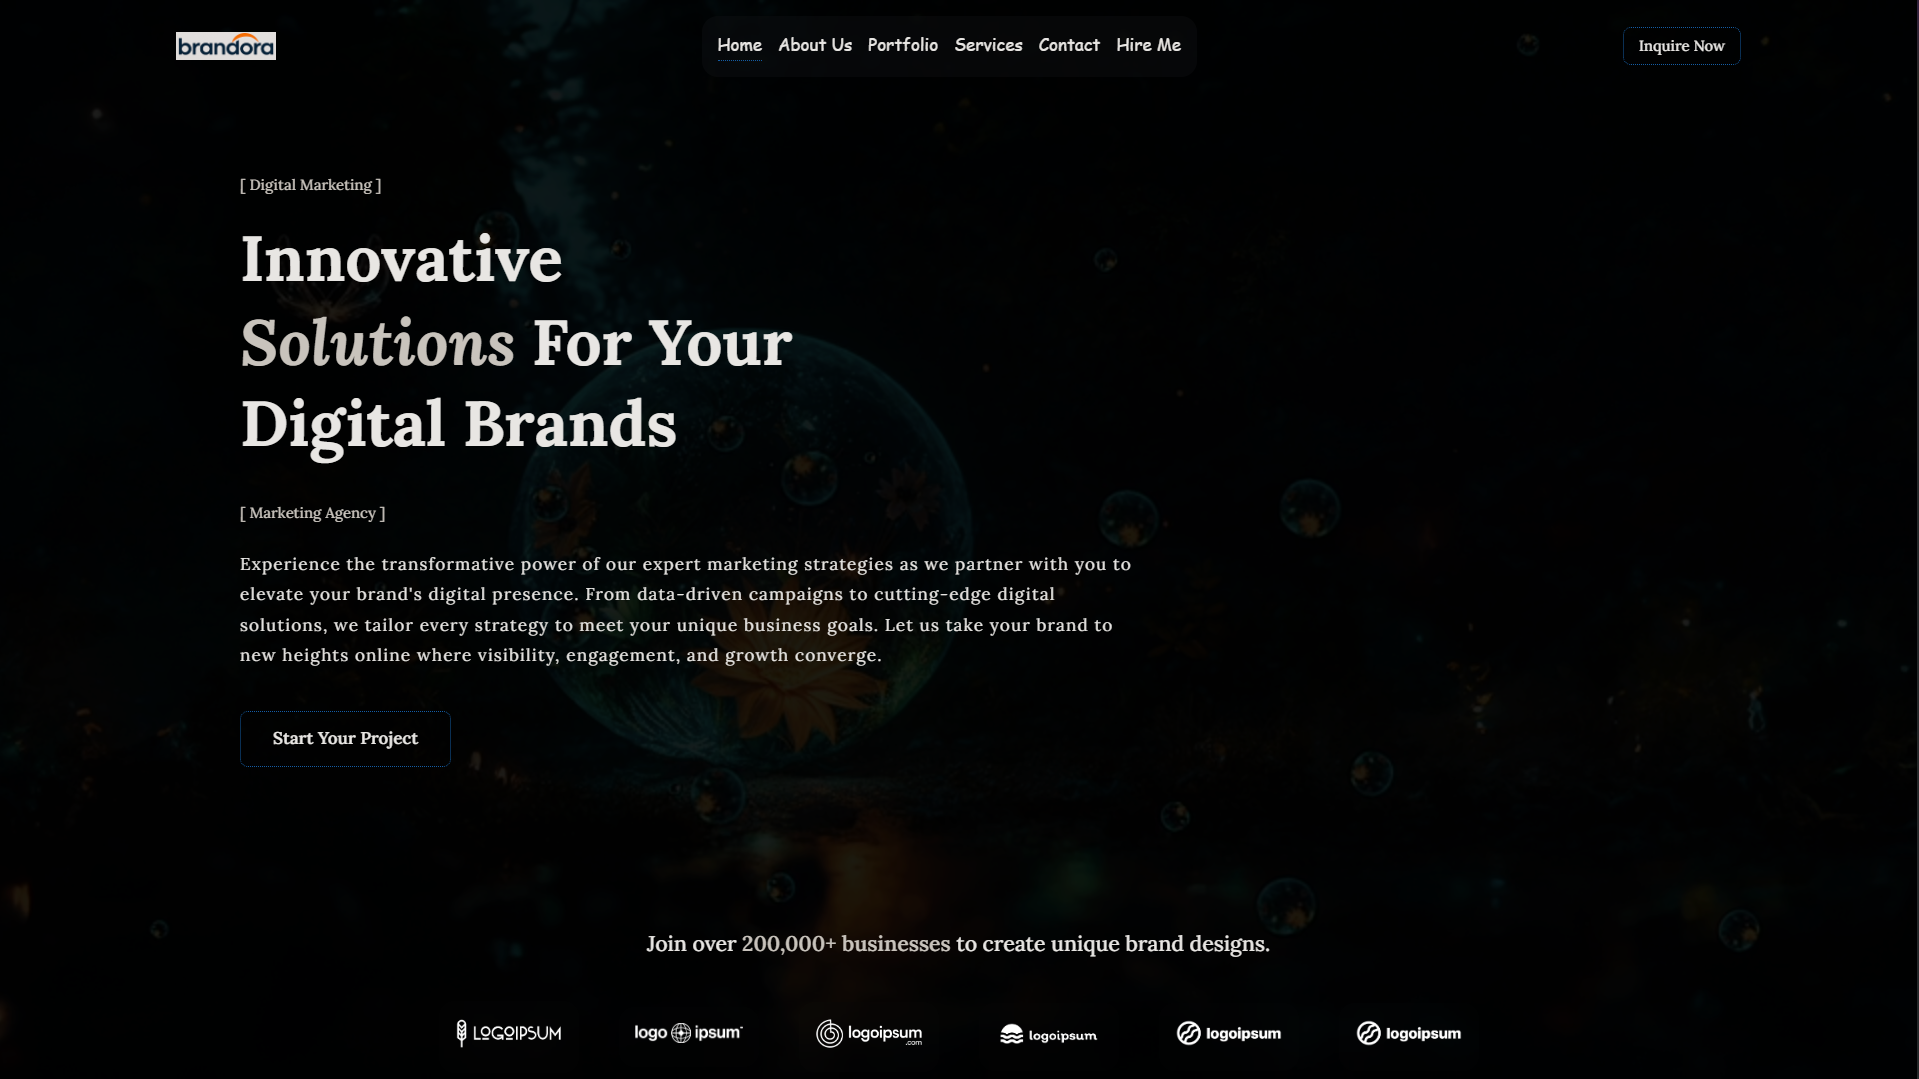 brandora
Home About Us Portfolio Services Contact Hire Me
Inquire Now
[ Digital Marketing ]
Innovative
Solutions For Your
Digital Brands
[ Marketing Agency ]
Experience the transformative power of our expert marketing strategies as we partner with you to
elevate your brand's digital presence. From data-driven campaigns to cutting-edge digital
solutions, we tailor every strategy to meet your unique business goals. Let us take your brand to
new heights online where visibility, engagement, and growth converge.
Start Your Project
Join over 200,000+ businesses to create unique brand designs.
LOGOIPSUM
logo ipsum
logoipsum
.com
logoipsum
logoipsum
logoipsum